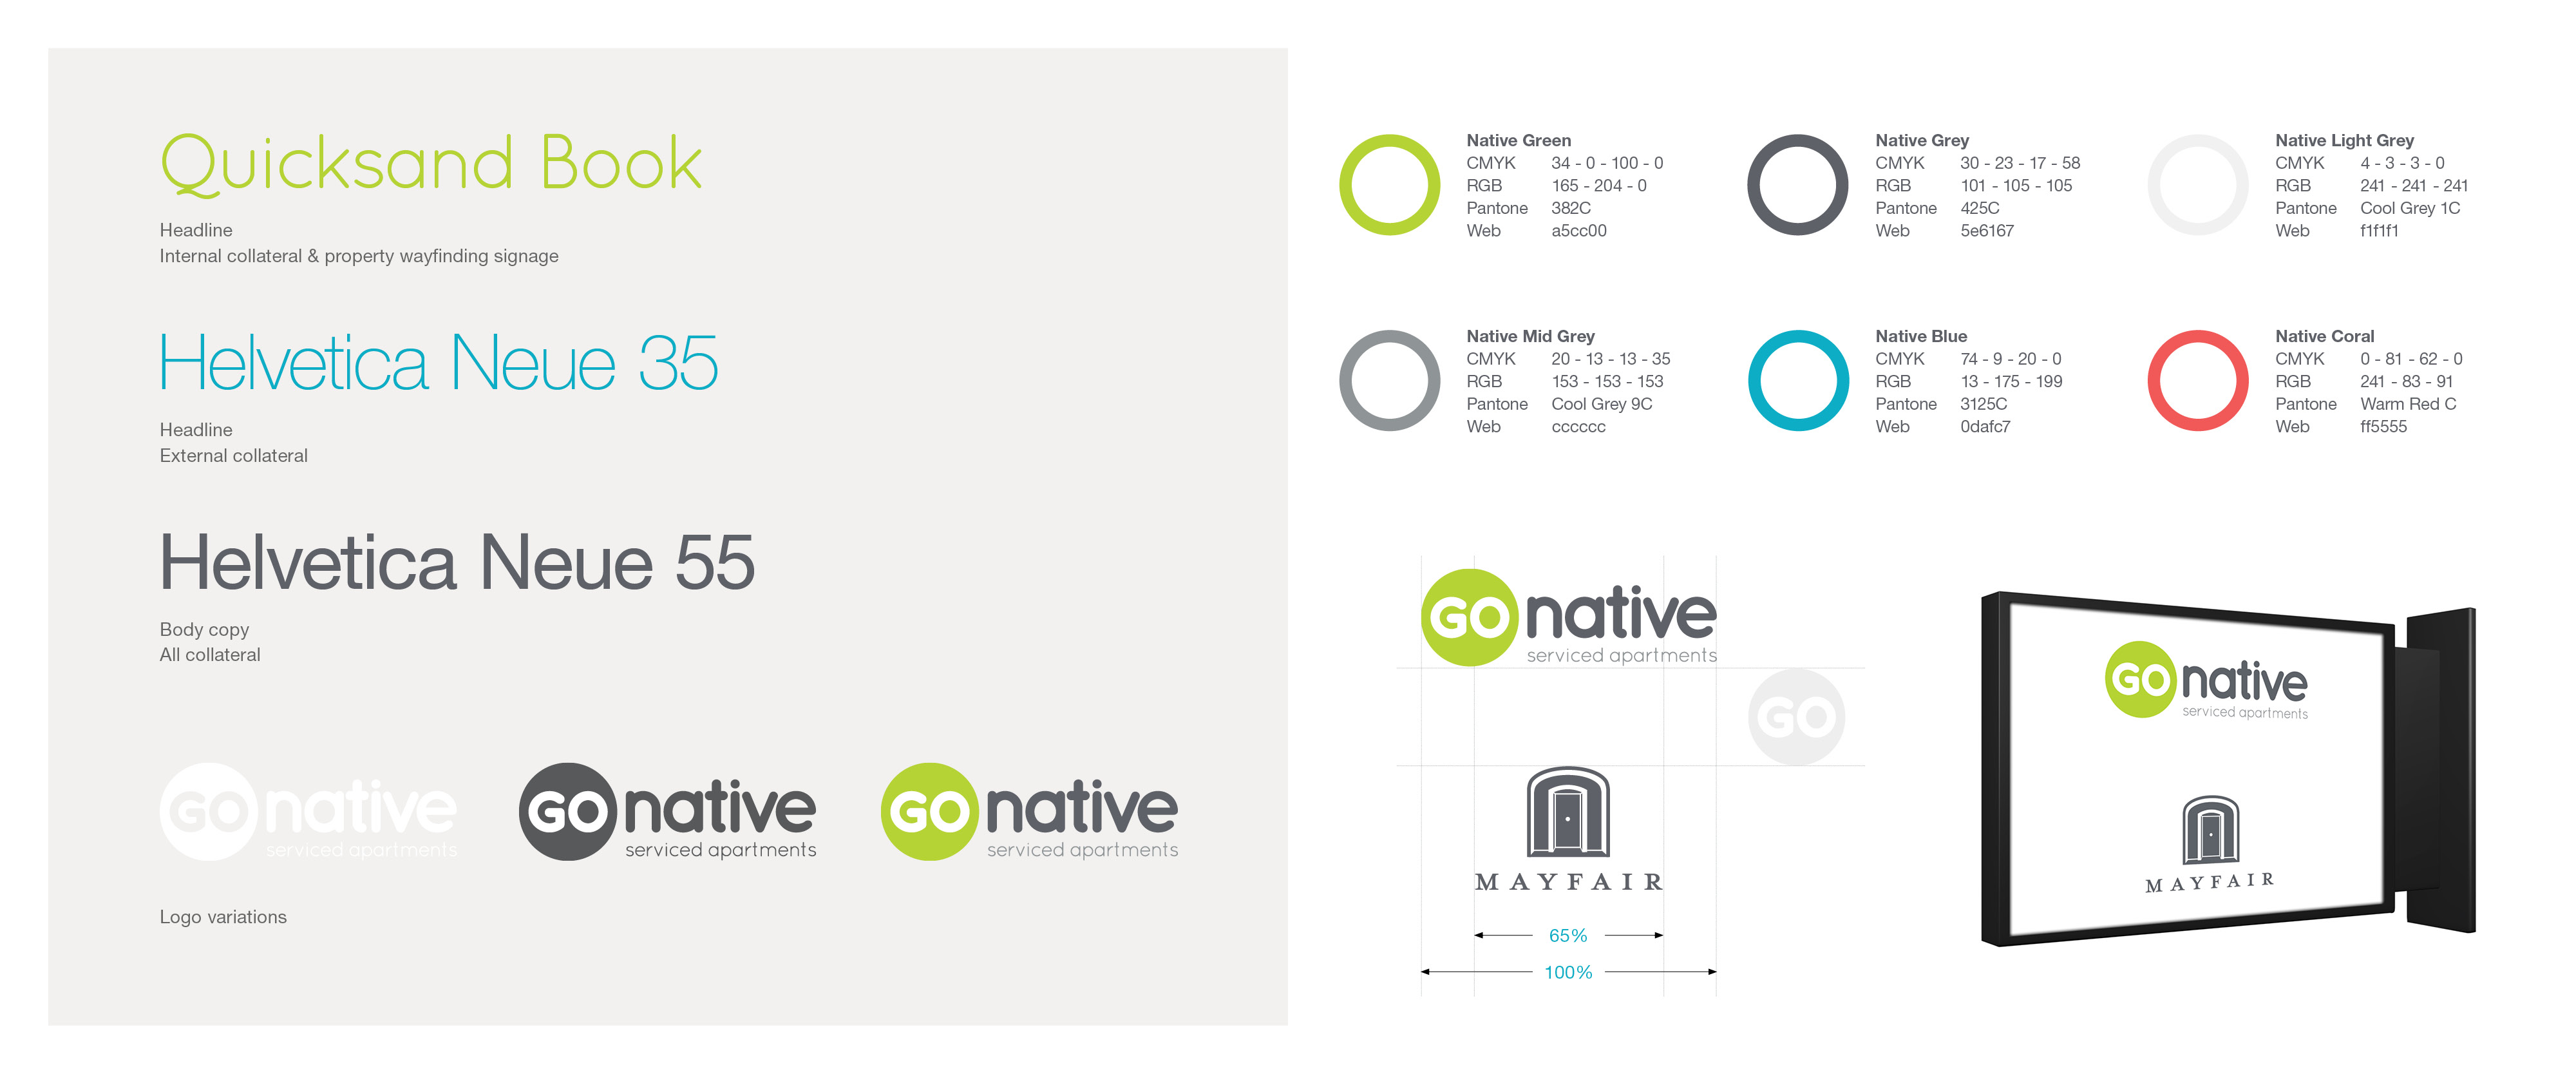 Quicksand Book
Headline
Internal collateral & property wayfinding signage
Helvetica Neue 35
Headline
External collateral
Helvetica Neue 55
Body copy
All collateral
GO native
serviced apartments
GO native
serviced apartments
GO native
serviced apartments
Logo variations
Native Green
CMYK 34 - 0 - 100 - 0
RGB 165 - 204 - 0
Pantone 382C
Web a5cc00
Native Grey
CMYK 30 - 23 - 17 - 58
RGB 101 - 105 - 105
Pantone 425C
Web 5e6167
Native Light Grey
CMYK 4 - 3 - 3 - 0
RGB 241 - 241 - 241
Pantone Cool Grey 1C
Web f1f1f1
Native Mid Grey
CMYK 20 - 13 - 13 - 35
RGB 153 - 153 - 153
Pantone Cool Grey 9C
Web cccccc
Native Blue
CMYK 74 - 9 - 20 - 0
RGB 13 - 175 - 199
Pantone 3125C
Web 0dafc7
Native Coral
CMYK 0 - 81 - 62 - 0
RGB 241 - 83 - 91
Pantone Warm Red C
Web ff5555
GO native
serviced apartments
GO
MAYFAIR
65%
100%
GO native
serviced apartments
MAYFAIR